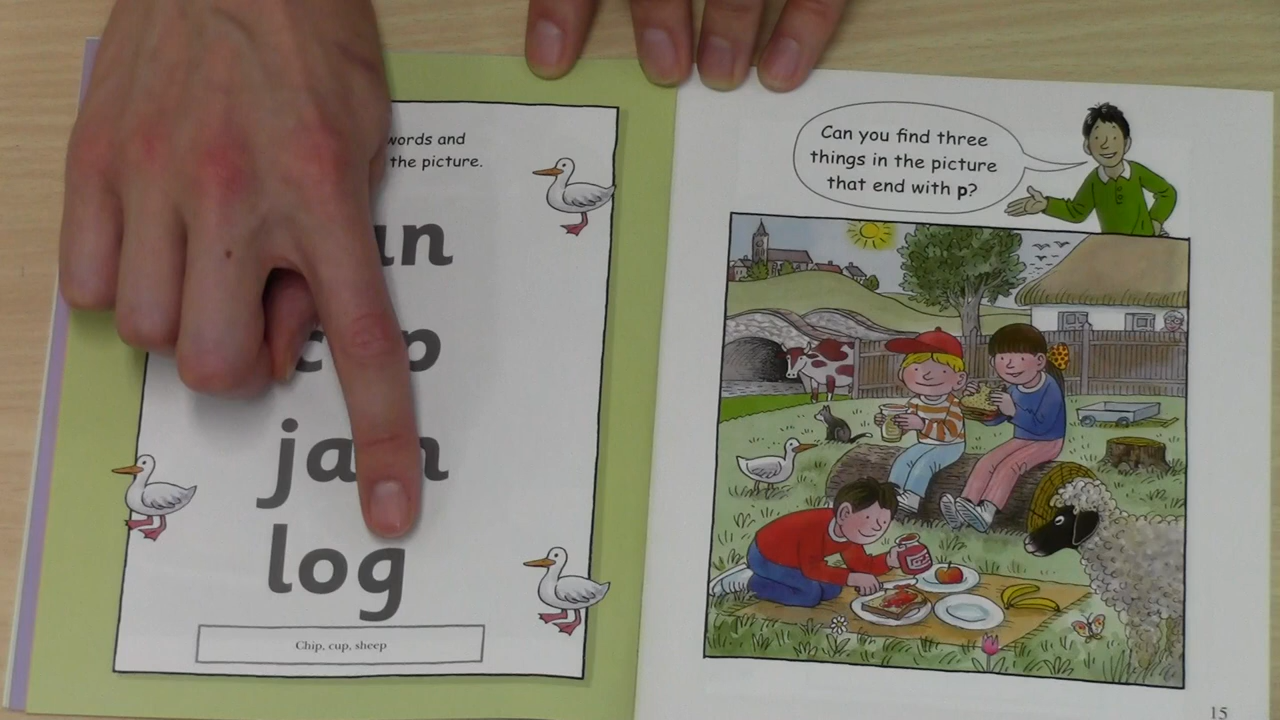 words and
the picture.
jam
log
Chip, cup, sheep
Can you find three
things in the picture
that end with p?
15